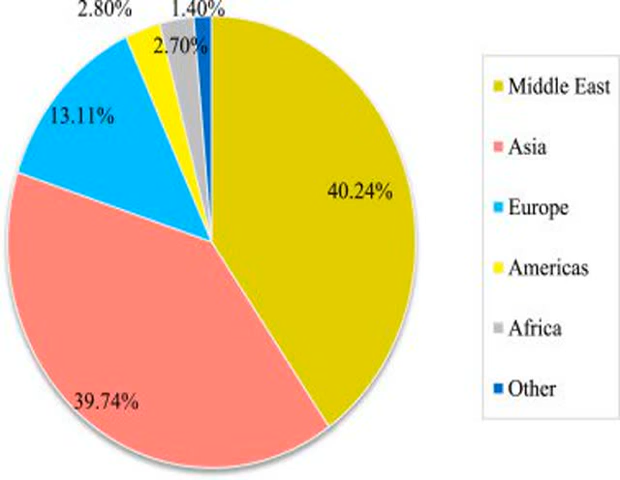 2.80%
1.40%
2.70%
13.11%
40.24%
39.74%
Middle East
Asia
Europe
Americas
Africa
Other